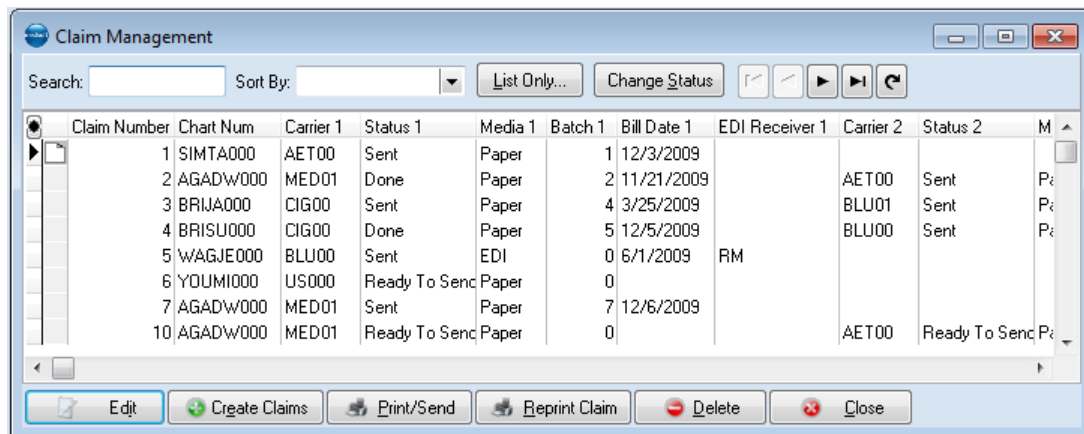 Claim Management
Search: Sort By: List Only... Change Status
Claim Number Chart Num Carrier 1 Status 1 Media 1 Batch 1 Bill Date 1 EDI Receiver 1 Carrier 2 Status 2 M
1 SIMTA000 AET00 Sent Paper 1 12/3/2009
2 AGADW000 MED01 Done Paper 2 11/21/2009 AET00 Sent Pa
3 BRIJA000 CIG00 Sent Paper 4 3/25/2009 BLU01 Sent Pa
4 BRISU000 CIG00 Done Paper 5 12/5/2009 BLU00 Sent Pa
5 WAGJE000 BLU00 Sent EDI 0 6/1/2009 RM
6 YOUMI000 US000 Ready To Send Paper 0
7 AGADW000 MED01 Sent Paper 7 12/6/2009
10 AGADW000 MED01 Ready To Send Paper 0 AET00 Ready To Send Pa
Edit Create Claims Print/Send Reprint Claim Delete Close